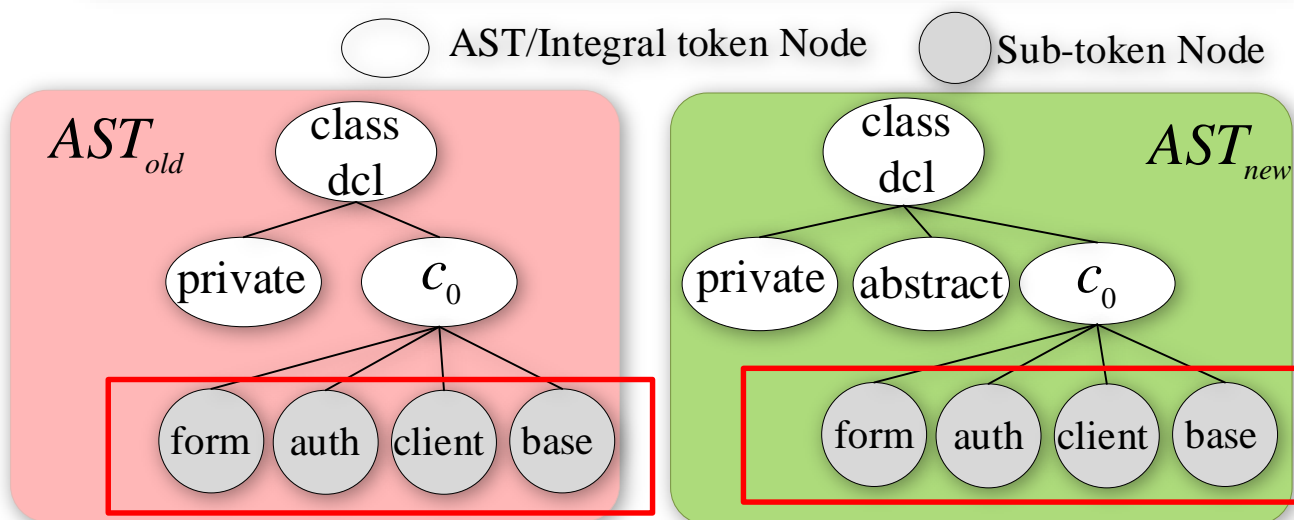 AST/Integral token Node
Sub-token Node
AST_old
class
dcl
private
c_0
form auth client base
class
dcl
AST_new
private abstract c_0
form auth client base